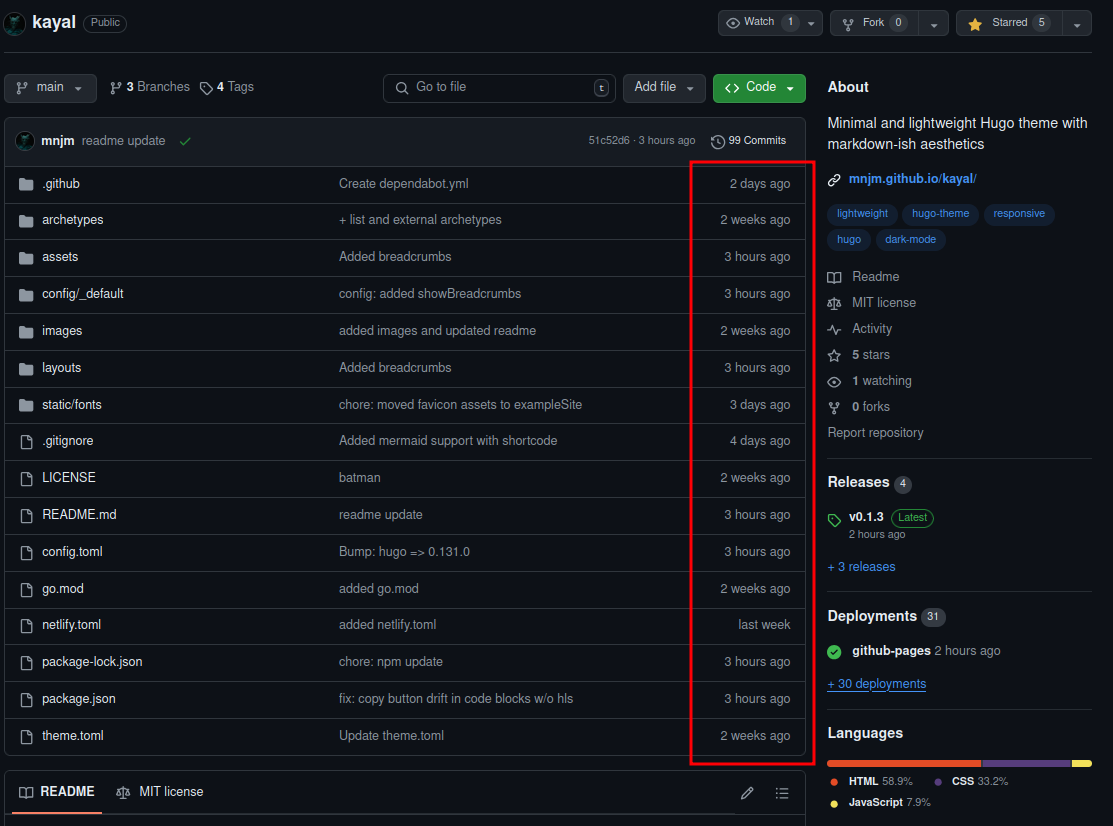 kayal Public Watch 1 Fork 0 Starred 5
main 3 Branches 4 Tags Go to file t Add file Code
mnjm readme update 51c52d6 · 3 hours ago 99 Commits
.github Create dependabot.yml 2 days ago
archetypes + list and external archetypes 2 weeks ago
assets Added breadcrumbs 3 hours ago
config/_default config: added showBreadcrumbs 3 hours ago
images added images and updated readme 2 weeks ago
layouts Added breadcrumbs 3 hours ago
static/fonts chore: moved favicon assets to exampleSite 3 days ago
.gitignore Added mermaid support with shortcode 4 days ago
LICENSE batman 2 weeks ago
README.md readme update 3 hours ago
config.toml Bump: hugo => 0.131.0 3 hours ago
go.mod added go.mod 2 weeks ago
netlify.toml added netlify.toml last week
package-lock.json chore: npm update 3 hours ago
package.json fix: copy button drift in code blocks w/o hls 3 hours ago
theme.toml Update theme.toml 2 weeks ago
README MIT license
About
Minimal and lightweight Hugo theme with
markdown-ish aesthetics
mnjm.github.io/kayal/
lightweight hugo-theme responsive
hugo dark-mode
Readme
MIT license
Activity
5 stars
1 watching
0 forks
Report repository
Releases 4
v0.1.3 Latest
2 hours ago
+ 3 releases
Deployments 31
github-pages 2 hours ago
+ 30 deployments
Languages
HTML 58.9% CSS 33.2%
JavaScript 7.9%